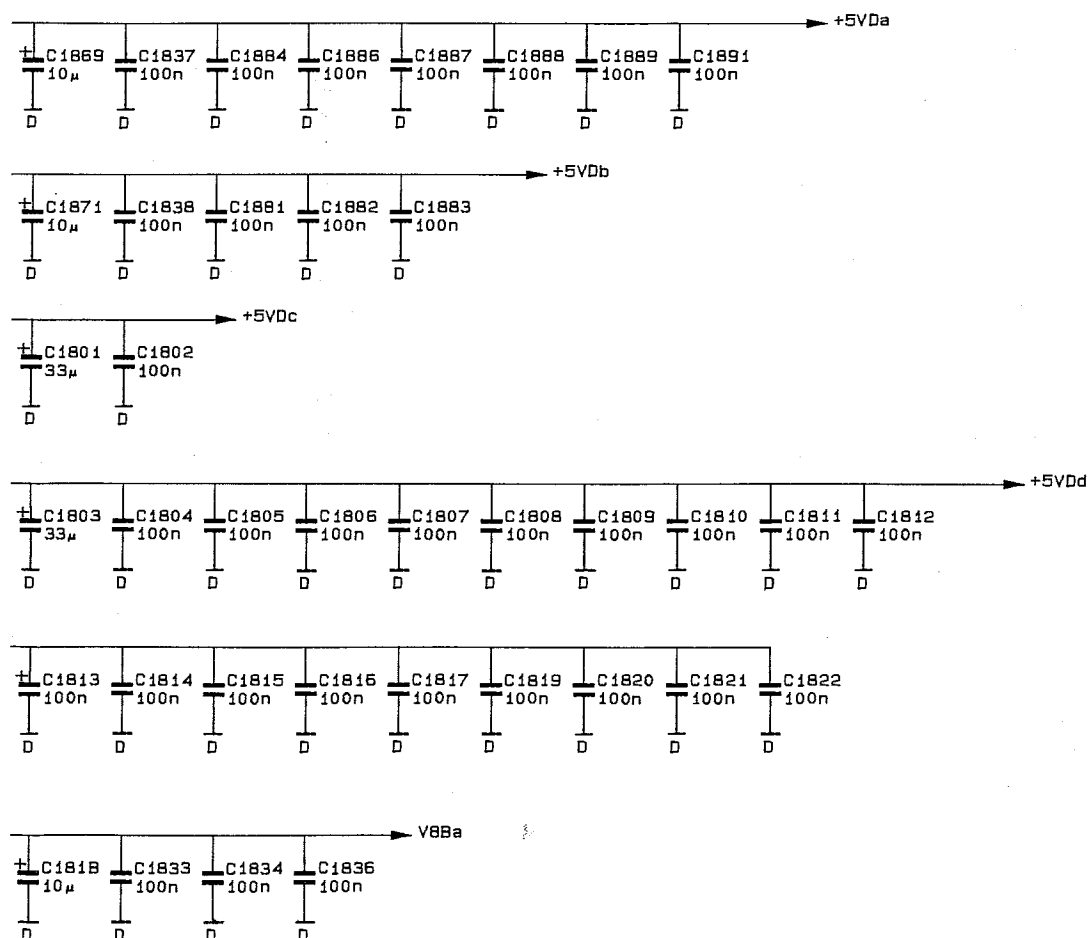 +5VDa
+ C1869 C1837 C1884 C1886 C1887 C1888 C1889 C1891
10µ 100n 100n 100n 100n 100n 100n 100n
D D D D D D D D
+5VDb
+ C1871 C1838 C1881 C1882 C1883
10µ 100n 100n 100n 100n
D D D D D
+5VDc
+ C1801 C1802
33µ 100n
D D
+5VDd
+ C1803 C1804 C1805 C1806 C1807 C1808 C1809 C1810 C1811 C1812
33µ 100n 100n 100n 100n 100n 100n 100n 100n 100n
D D D D D D D D D D
+ C1813 C1814 C1815 C1816 C1817 C1819 C1820 C1821 C1822
100n 100n 100n 100n 100n 100n 100n 100n 100n
D D D D D D D D D
V8Ba
+ C1818 C1833 C1834 C1836
10µ 100n 100n 100n
D D D D